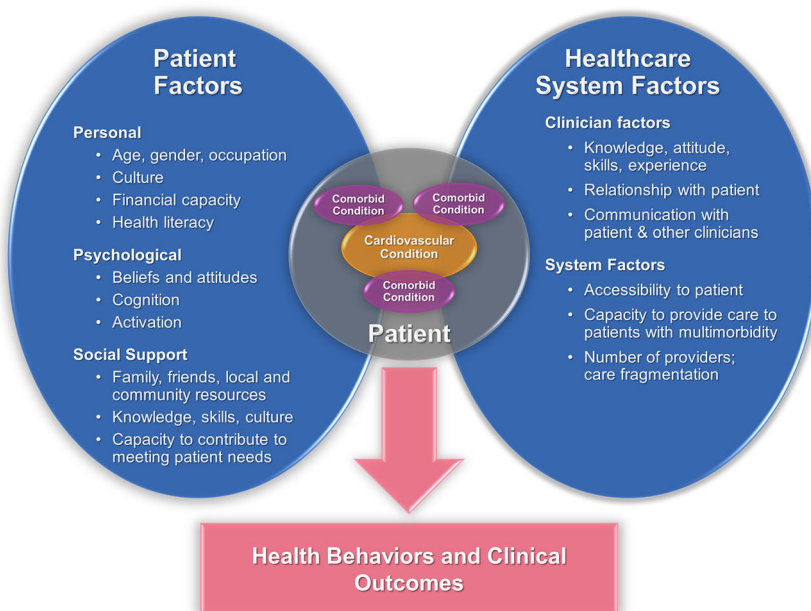 Patient
Factors
Personal
• Age, gender, occupation
• Culture
• Financial capacity
• Health literacy
Psychological
• Beliefs and attitudes
• Cognition
• Activation
Social Support
• Family, friends, local and
community resources
• Knowledge, skills, culture
• Capacity to contribute to
meeting patient needs
Comorbid
Condition
Comorbid
Condition
Cardiovascular
Condition
Comorbid
Condition
Patient
Healthcare
System Factors
Clinician factors
• Knowledge, attitude,
skills, experience
• Relationship with patient
• Communication with
patient & other clinicians
System Factors
• Accessibility to patient
• Capacity to provide care to
patients with multimorbidity
• Number of providers;
care fragmentation
Health Behaviors and Clinical
Outcomes